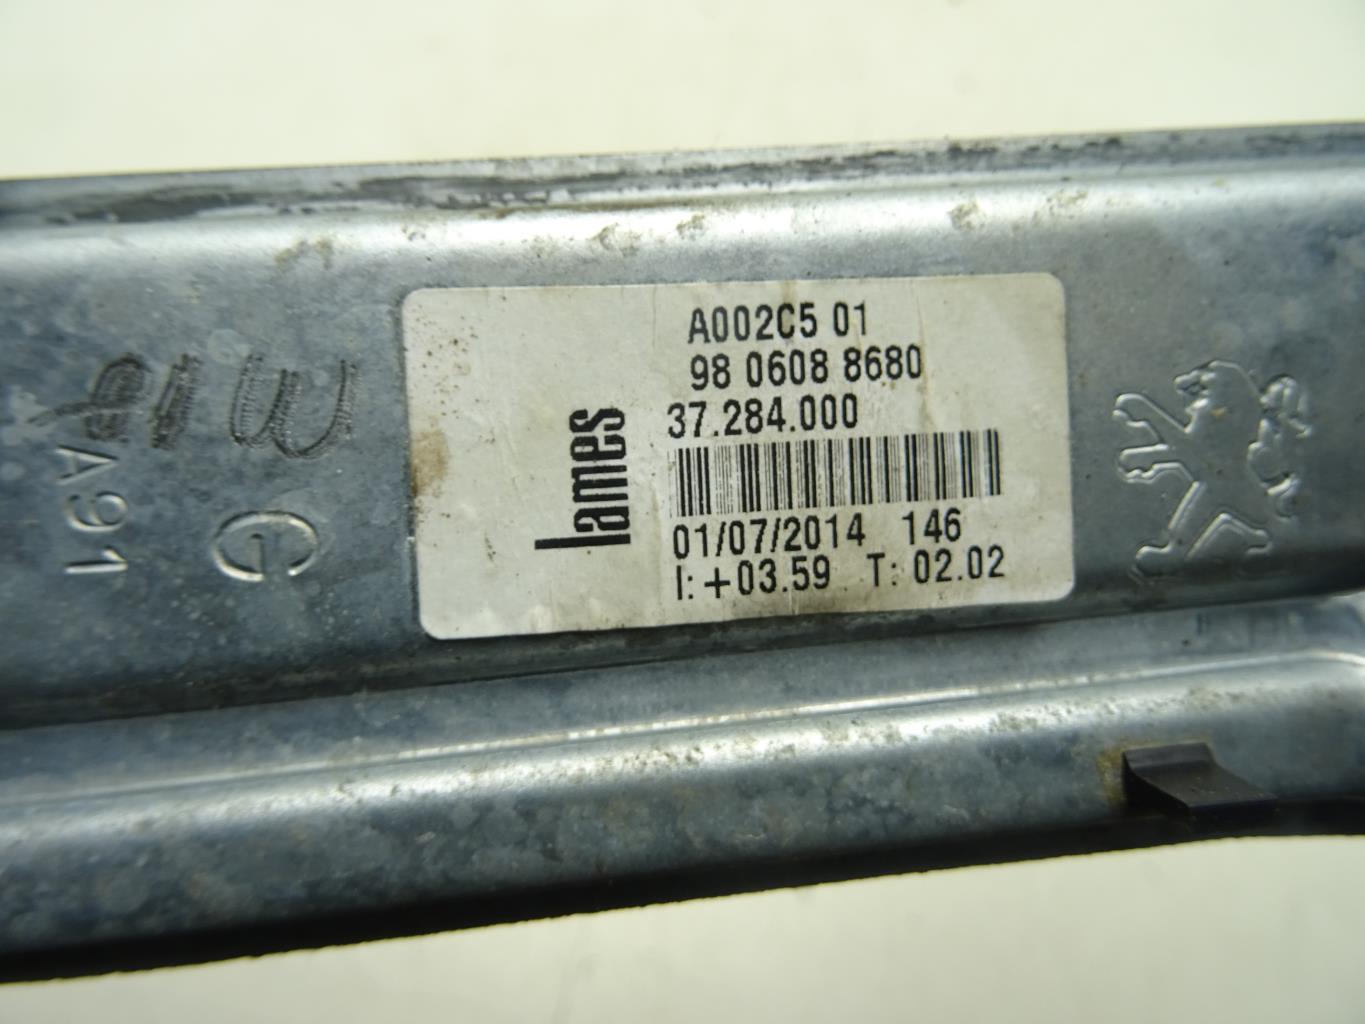 A002C5 01
98 0608 8680
37.284.000
lames
01/07/2014 146
I: +03.59 T: 02.02
A91
C